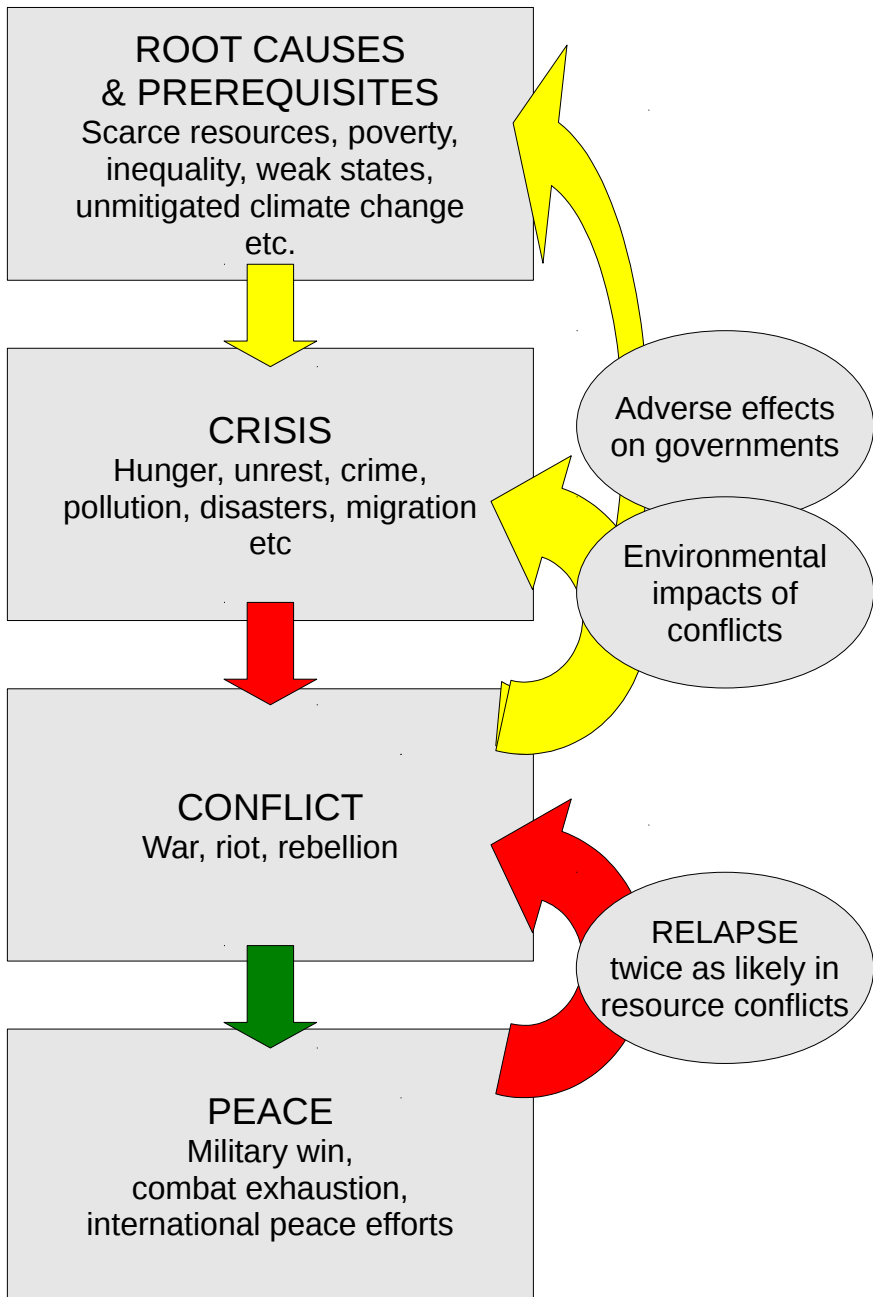 ROOT CAUSES
& PREREQUISITES
Scarce resources, poverty,
inequality, weak states,
unmitigated climate change
etc.
CRISIS
Hunger, unrest, crime,
pollution, disasters, migration
etc
Adverse effects
on governments
Environmental
impacts of
conflicts
CONFLICT
War, riot, rebellion
RELAPSE
twice as likely in
resource conflicts
PEACE
Military win,
combat exhaustion,
international peace efforts